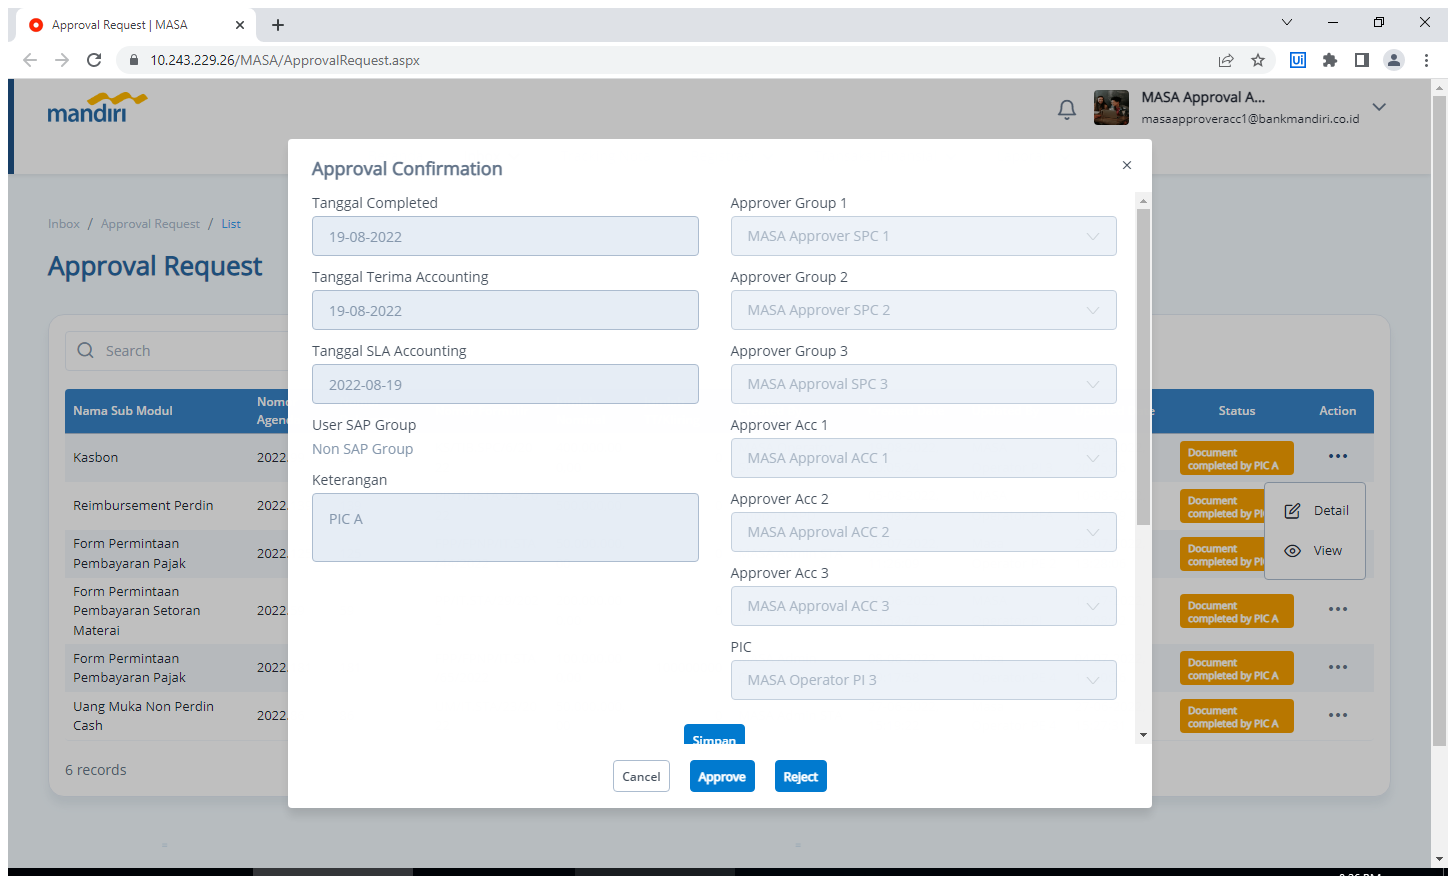 Approval Request | MASA
10.243.229.26/MASA/ApprovalRequest.aspx
mandiri
MASA Approval A...
masaapproveracc1@bankmandiri.co.id
Inbox / Approval Request / List
Approval Request
Search
Nama Sub Modul
Status
Action
Kasbon
2022.
Document
completed by PIC A
Reimbursement Perdin
2022.
Document
completed by
Form Permintaan
Pembayaran Pajak
2022.
Document
completed by
Form Permintaan
Pembayaran Setoran
Materai
2022.
Document
completed by PIC A
Form Permintaan
Pembayaran Pajak
2022.
Document
completed by PIC A
Uang Muka Non Perdin
Cash
2022.
Document
completed by PIC A
6 records
Detail
View
Approval Confirmation
Tanggal Completed
19-08-2022
Tanggal Terima Accounting
19-08-2022
Tanggal SLA Accounting
2022-08-19
User SAP Group
Non SAP Group
Keterangan
PIC A
Approver Group 1
MASA Approver SPC 1
Approver Group 2
MASA Approver SPC 2
Approver Group 3
MASA Approval SPC 3
Approver Acc 1
MASA Approval ACC 1
Approver Acc 2
MASA Approval ACC 2
Approver Acc 3
MASA Approval ACC 3
PIC
MASA Operator PI 3
Simpan
Cancel
Approve
Reject